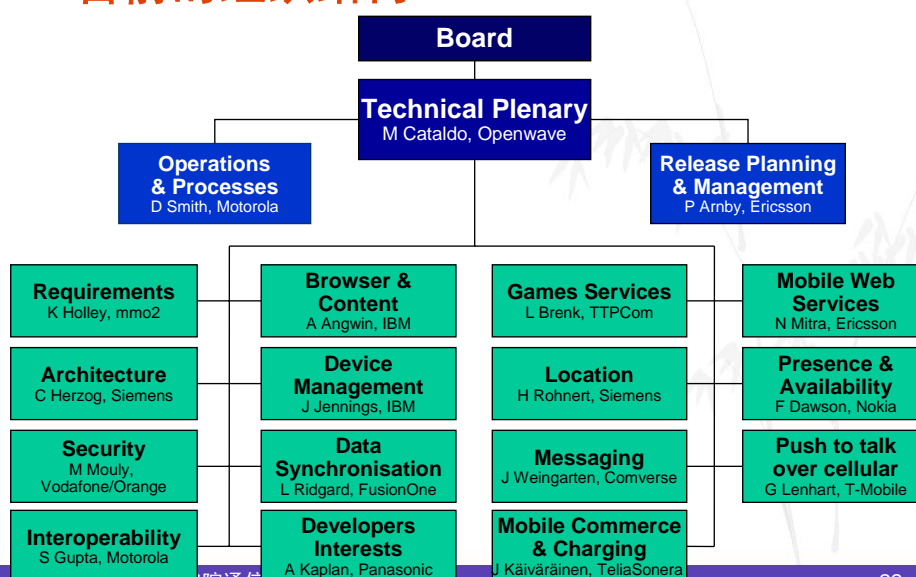 Board
Technical Plenary
M Cataldo, Openwave
Operations
& Processes
D Smith, Motorola
Release Planning
& Management
P Arnby, Ericsson
Requirements
K Holley, mmo2
Browser &
Content
A Angwin, IBM
Games Services
L Brenk, TTPCom
Mobile Web
Services
N Mitra, Ericsson
Architecture
C Herzog, Siemens
Device
Management
J Jennings, IBM
Location
H Rohnert, Siemens
Presence &
Availability
F Dawson, Nokia
Security
M Mouly,
Vodafone/Orange
Data
Synchronisation
L Ridgard, FusionOne
Messaging
J Weingarten, Comverse
Push to talk
over cellular
G Lenhart, T-Mobile
Interoperability
S Gupta, Motorola
Developers
Interests
A Kaplan, Panasonic
Mobile Commerce
& Charging
J Käiväräinen, TeliaSonera